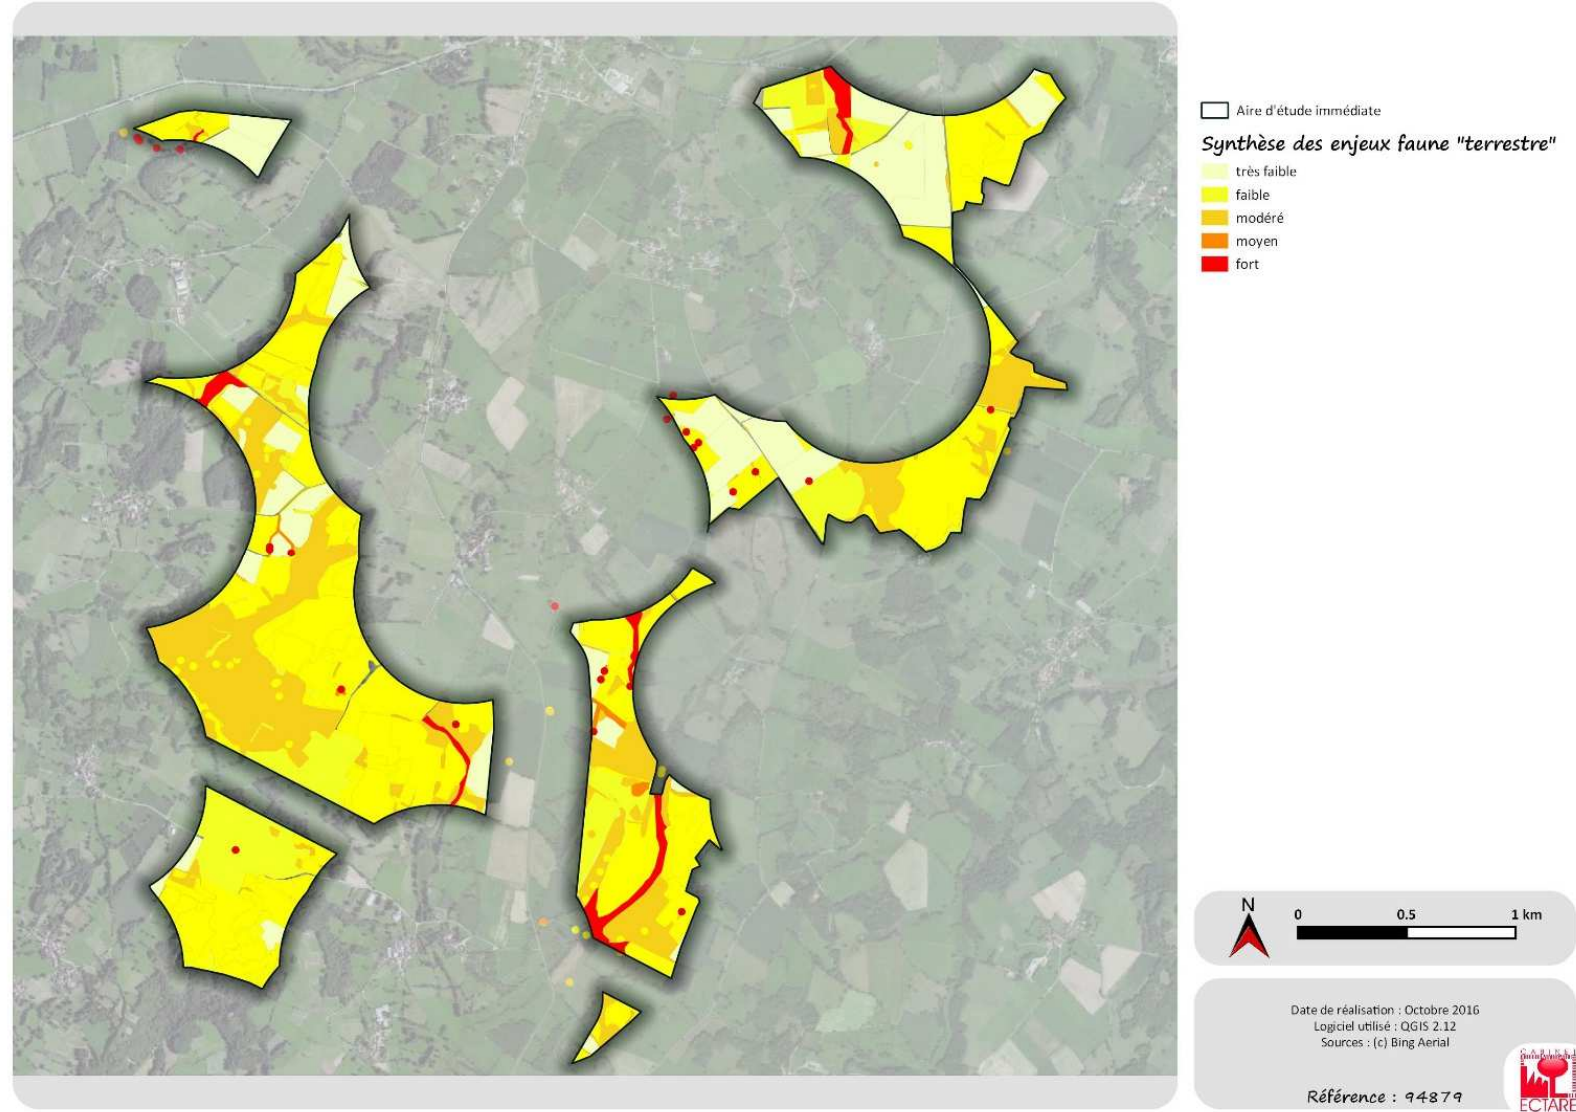 Aire d'étude immédiate
Synthèse des enjeux faune "terrestre"
très faible
faible
modéré
moyen
fort
N
0 0.5 1 km
Date de réalisation : Octobre 2016
Logiciel utilisé : QGIS 2.12
Sources : (c) Bing Aerial
Référence : 94879
CABINET
ECTARE